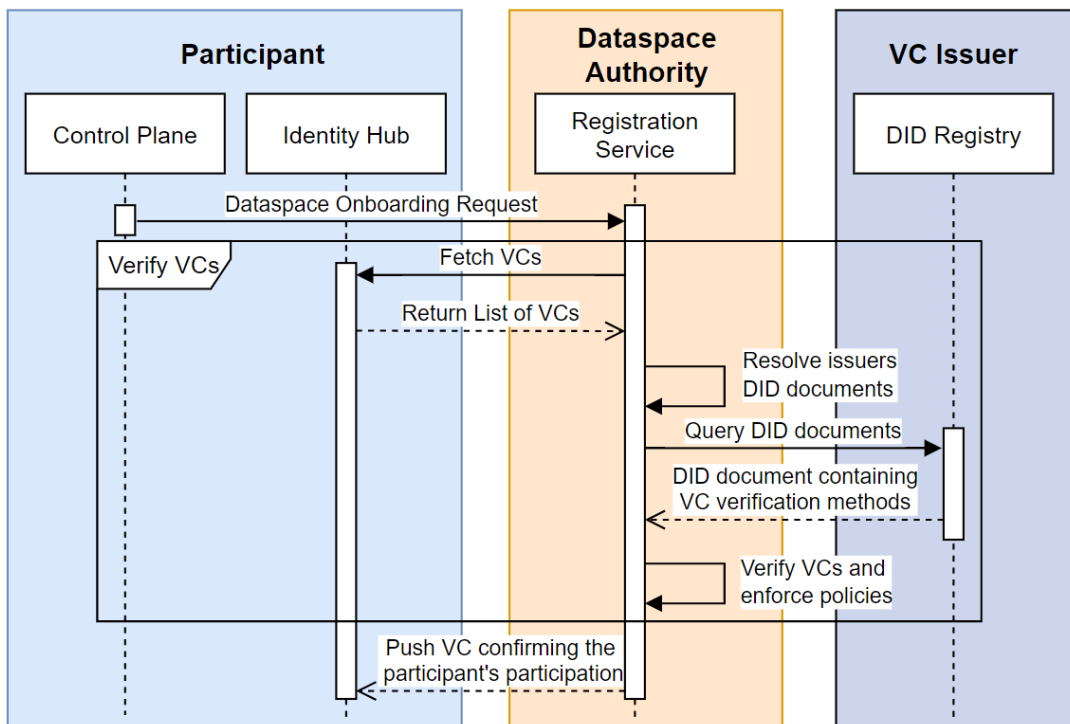 Participant
Dataspace
Authority
VC Issuer
Control Plane
Identity Hub
Registration
Service
DID Registry
Dataspace Onboarding Request
Verify VCs
Fetch VCs
Return List of VCs
Resolve issuers
DID documents
Query DID documents
DID document containing
VC verification methods
Verify VCs and
enforce policies
Push VC confirming the
participant's participation